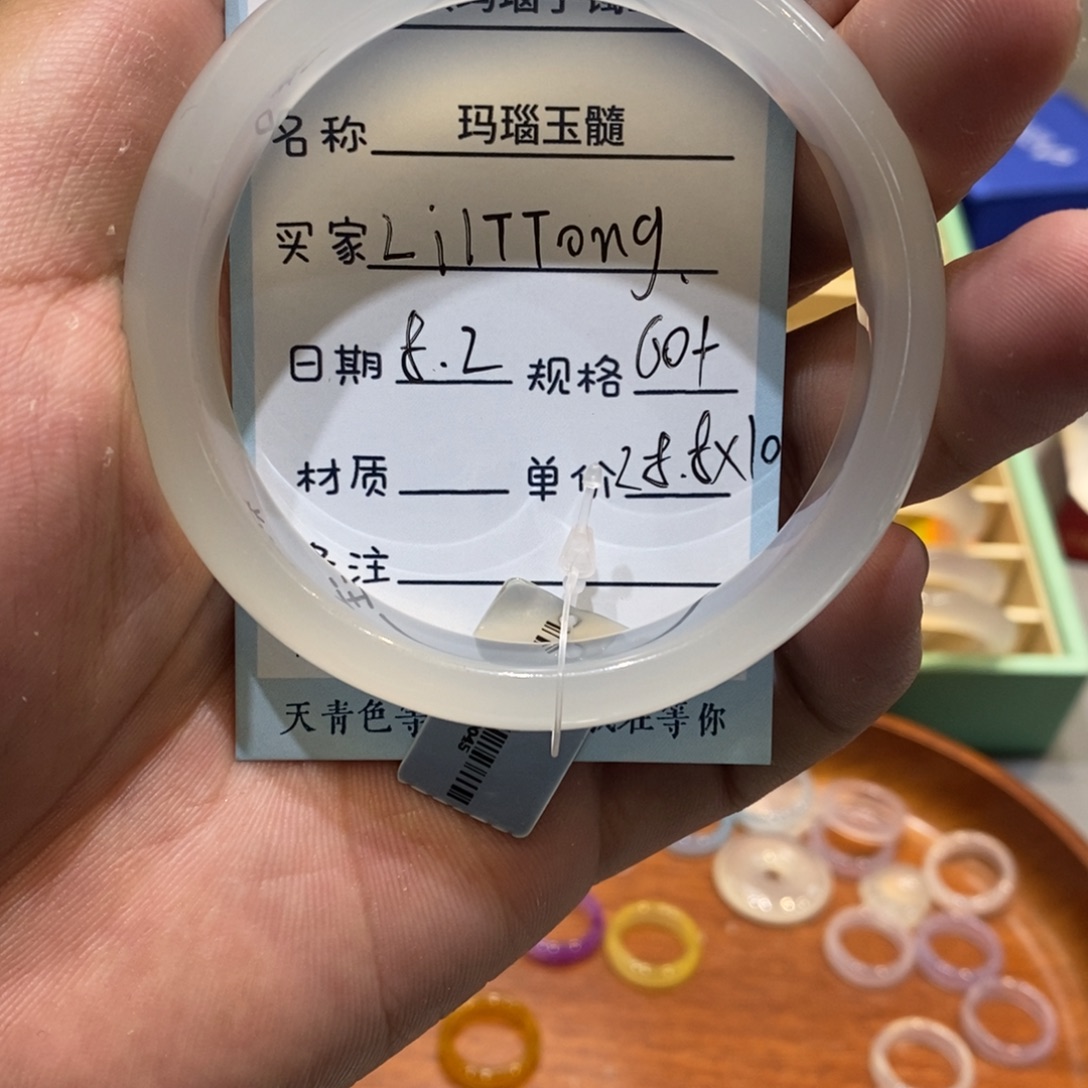 名称 玛瑙玉髓
买家 LilTTong
日期 8.2 规格 60+
材质 单价 28.8x10
备注
天青色等 在等你